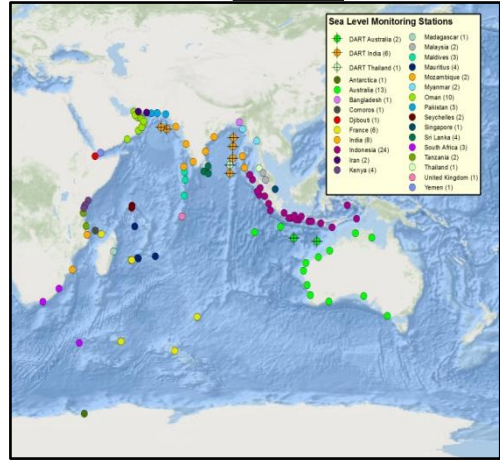 Sea Level Monitoring Stations
DART Australia (2)
DART India (6)
DART Thailand (1)
Antarctica (1)
Australia (13)
Bangladesh (1)
Comoros (1)
Djibouti (1)
France (6)
India (8)
Indonesia (24)
Iran (2)
Kenya (4)
Madagascar (1)
Malaysia (2)
Maldives (3)
Mauritius (4)
Mozambique (2)
Myanmar (2)
Oman (10)
Pakistan (3)
Seychelles (2)
Singapore (1)
Sri Lanka (4)
South Africa (3)
Tanzania (2)
Thailand (1)
United Kingdom (1)
Yemen (1)